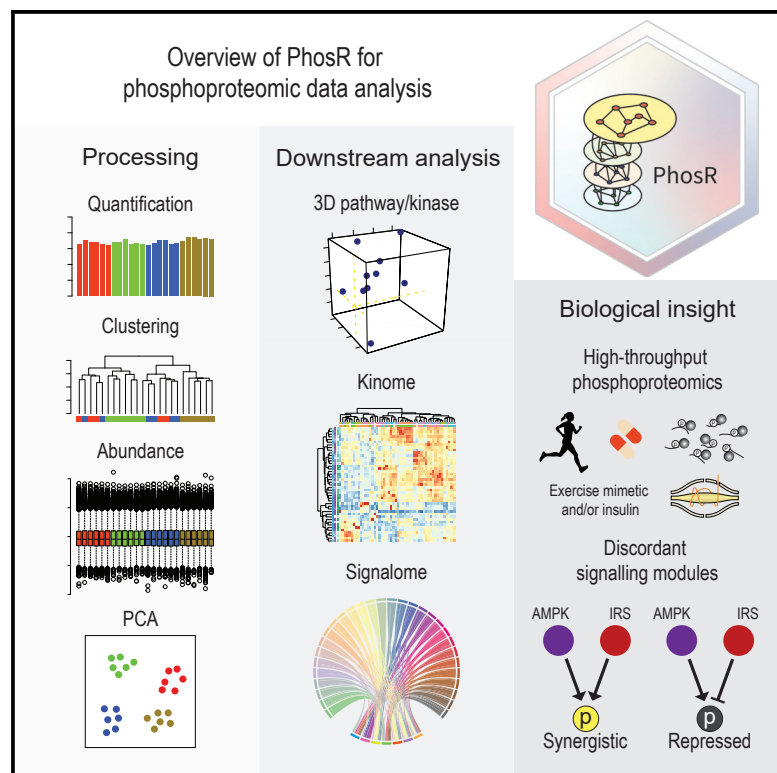 Overview of PhosR for
phosphoproteomic data analysis
PhosR
Processing
Quantification
Clustering
Abundance
PCA
Downstream analysis
3D pathway/kinase
Kinome
Signalome
Biological insight
High-throughput
phosphoproteomics
Exercise mimetic
and/or insulin
Discordant
signalling modules
AMPK IRS AMPK IRS
p p
Synergistic Repressed